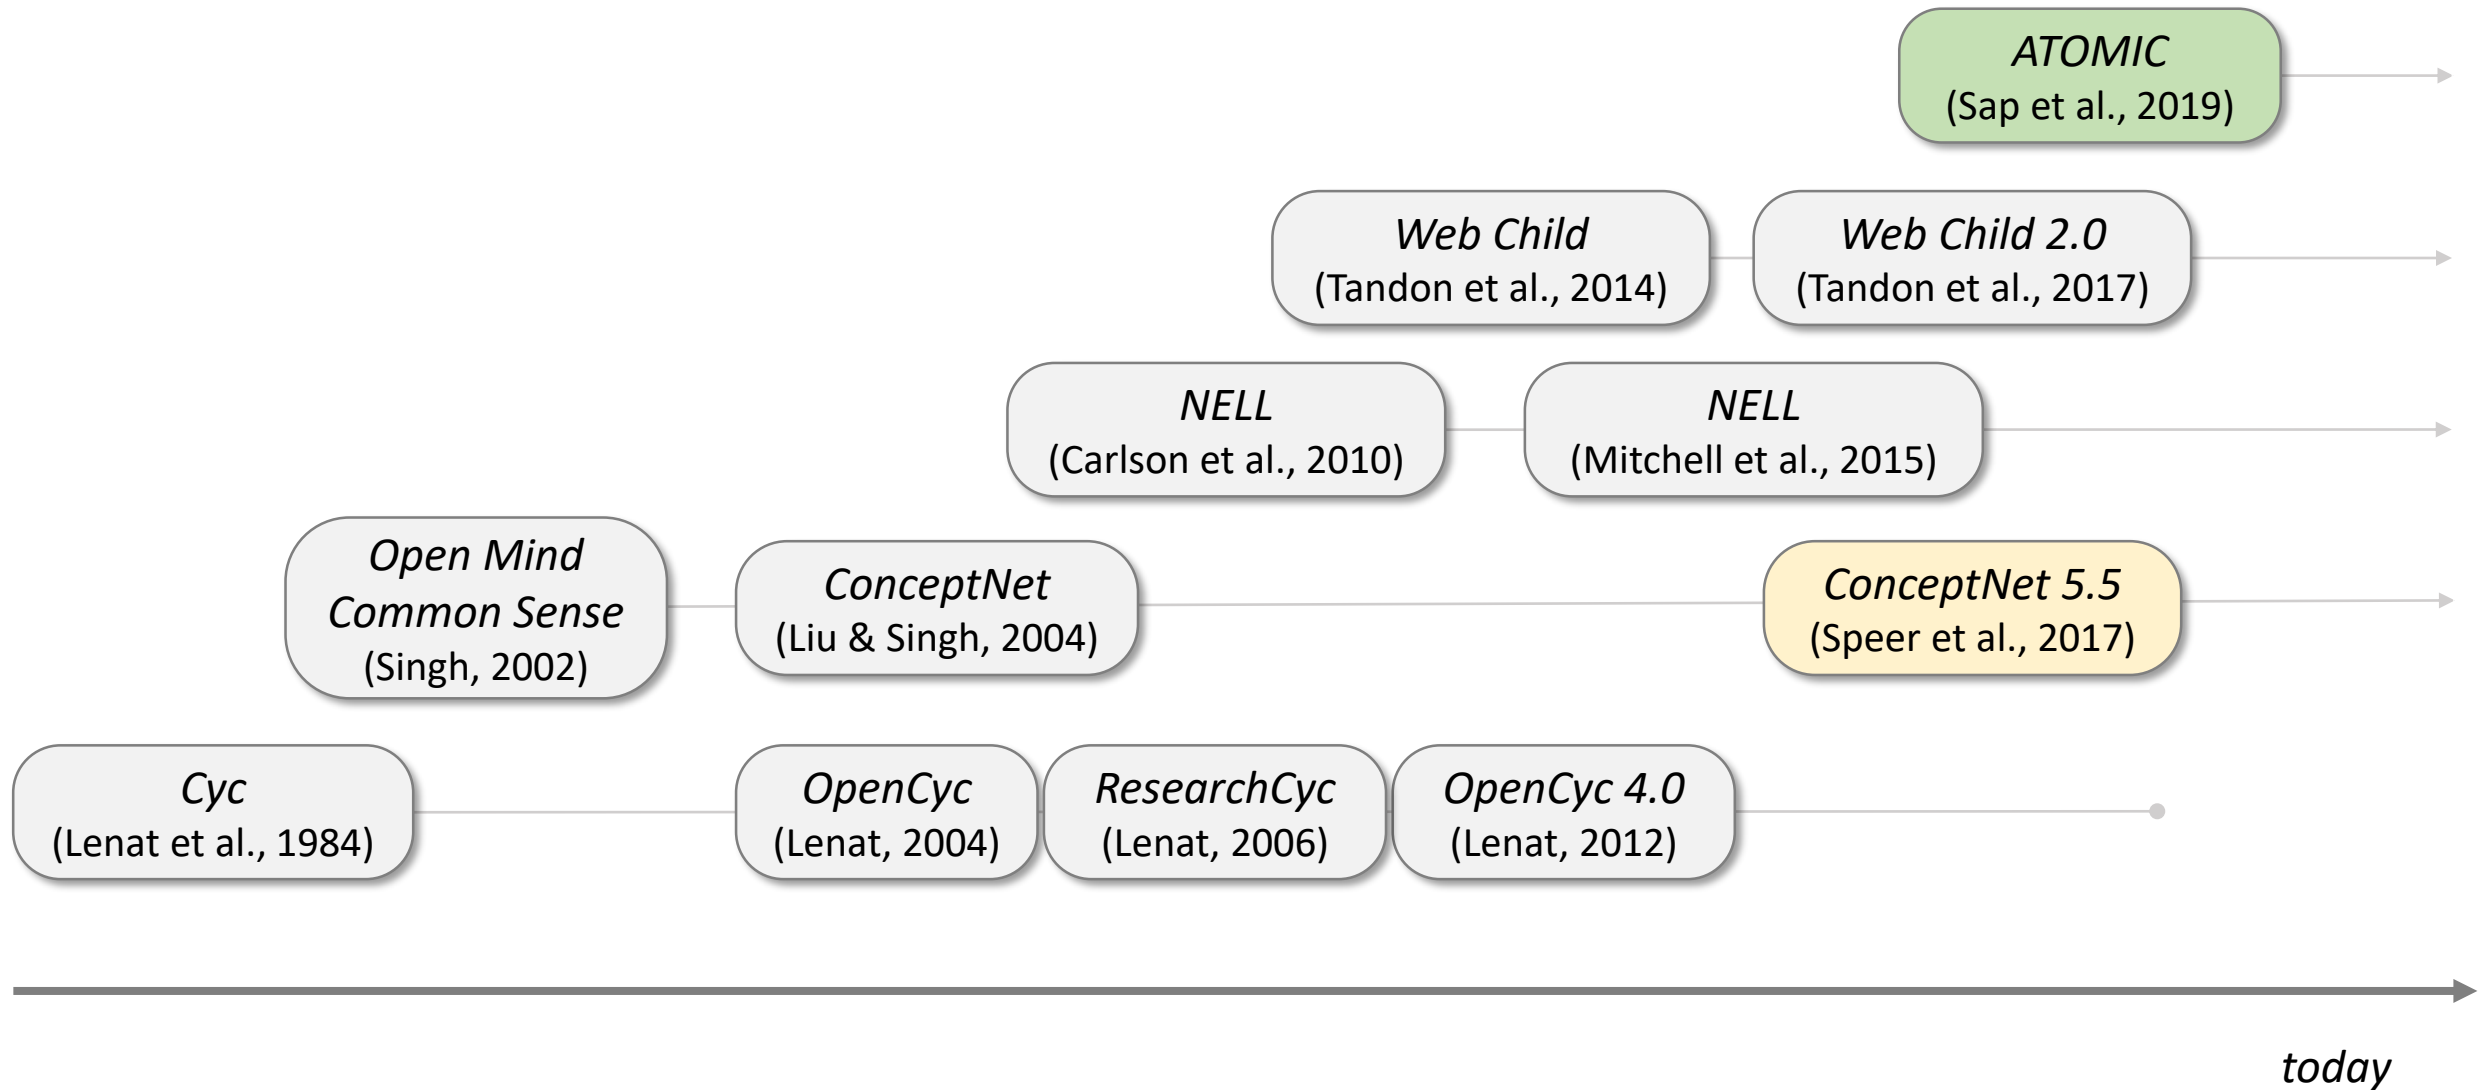 ATOMIC
(Sap et al., 2019)
Web Child
(Tandon et al., 2014)
Web Child 2.0
(Tandon et al., 2017)
NELL
(Carlson et al., 2010)
NELL
(Mitchell et al., 2015)
Open Mind
Common Sense
(Singh, 2002)
ConceptNet
(Liu & Singh, 2004)
ConceptNet 5.5
(Speer et al., 2017)
Cyc
(Lenat et al., 1984)
OpenCyc
(Lenat, 2004)
ResearchCyc
(Lenat, 2006)
OpenCyc 4.0
(Lenat, 2012)
today